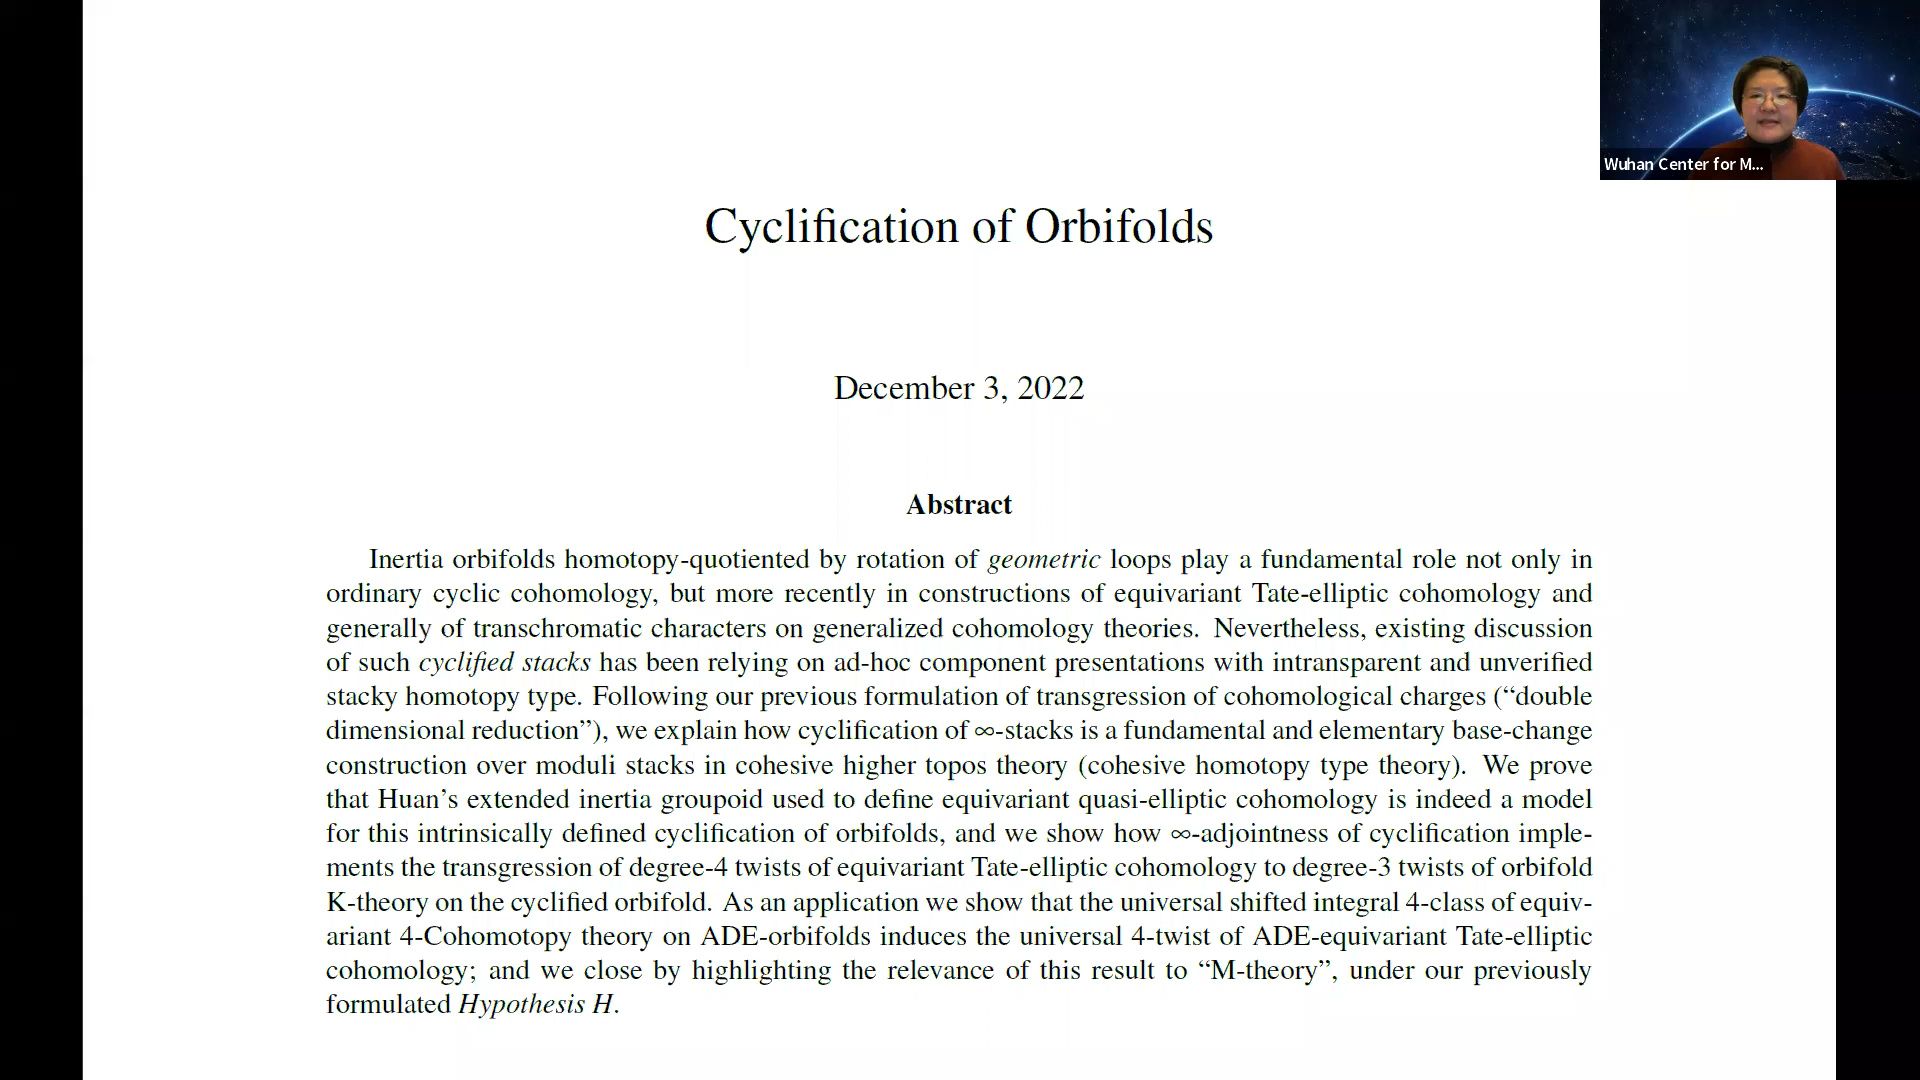 Wuhan Center for M...
Cyclification of Orbifolds
December 3, 2022
Abstract
Inertia orbifolds homotopy-quotiented by rotation of geometric loops play a fundamental role not only in
ordinary cyclic cohomology, but more recently in constructions of equivariant Tate-elliptic cohomology and
generally of transchromatic characters on generalized cohomology theories. Nevertheless, existing discussion
of such cyclified stacks has been relying on ad-hoc component presentations with intransparent and unverified
stacky homotopy type. Following our previous formulation of transgression of cohomological charges (“double
dimensional reduction”), we explain how cyclification of ∞-stacks is a fundamental and elementary base-change
construction over moduli stacks in cohesive higher topos theory (cohesive homotopy type theory). We prove
that Huan’s extended inertia groupoid used to define equivariant quasi-elliptic cohomology is indeed a model
for this intrinsically defined cyclification of orbifolds, and we show how ∞-adjointness of cyclification imple-
ments the transgression of degree-4 twists of equivariant Tate-elliptic cohomology to degree-3 twists of orbifold
K-theory on the cyclified orbifold. As an application we show that the universal shifted integral 4-class of equiv-
ariant 4-Cohomotopy theory on ADE-orbifolds induces the universal 4-twist of ADE-equivariant Tate-elliptic
cohomology; and we close by highlighting the relevance of this result to “M-theory”, under our previously
formulated Hypothesis H.